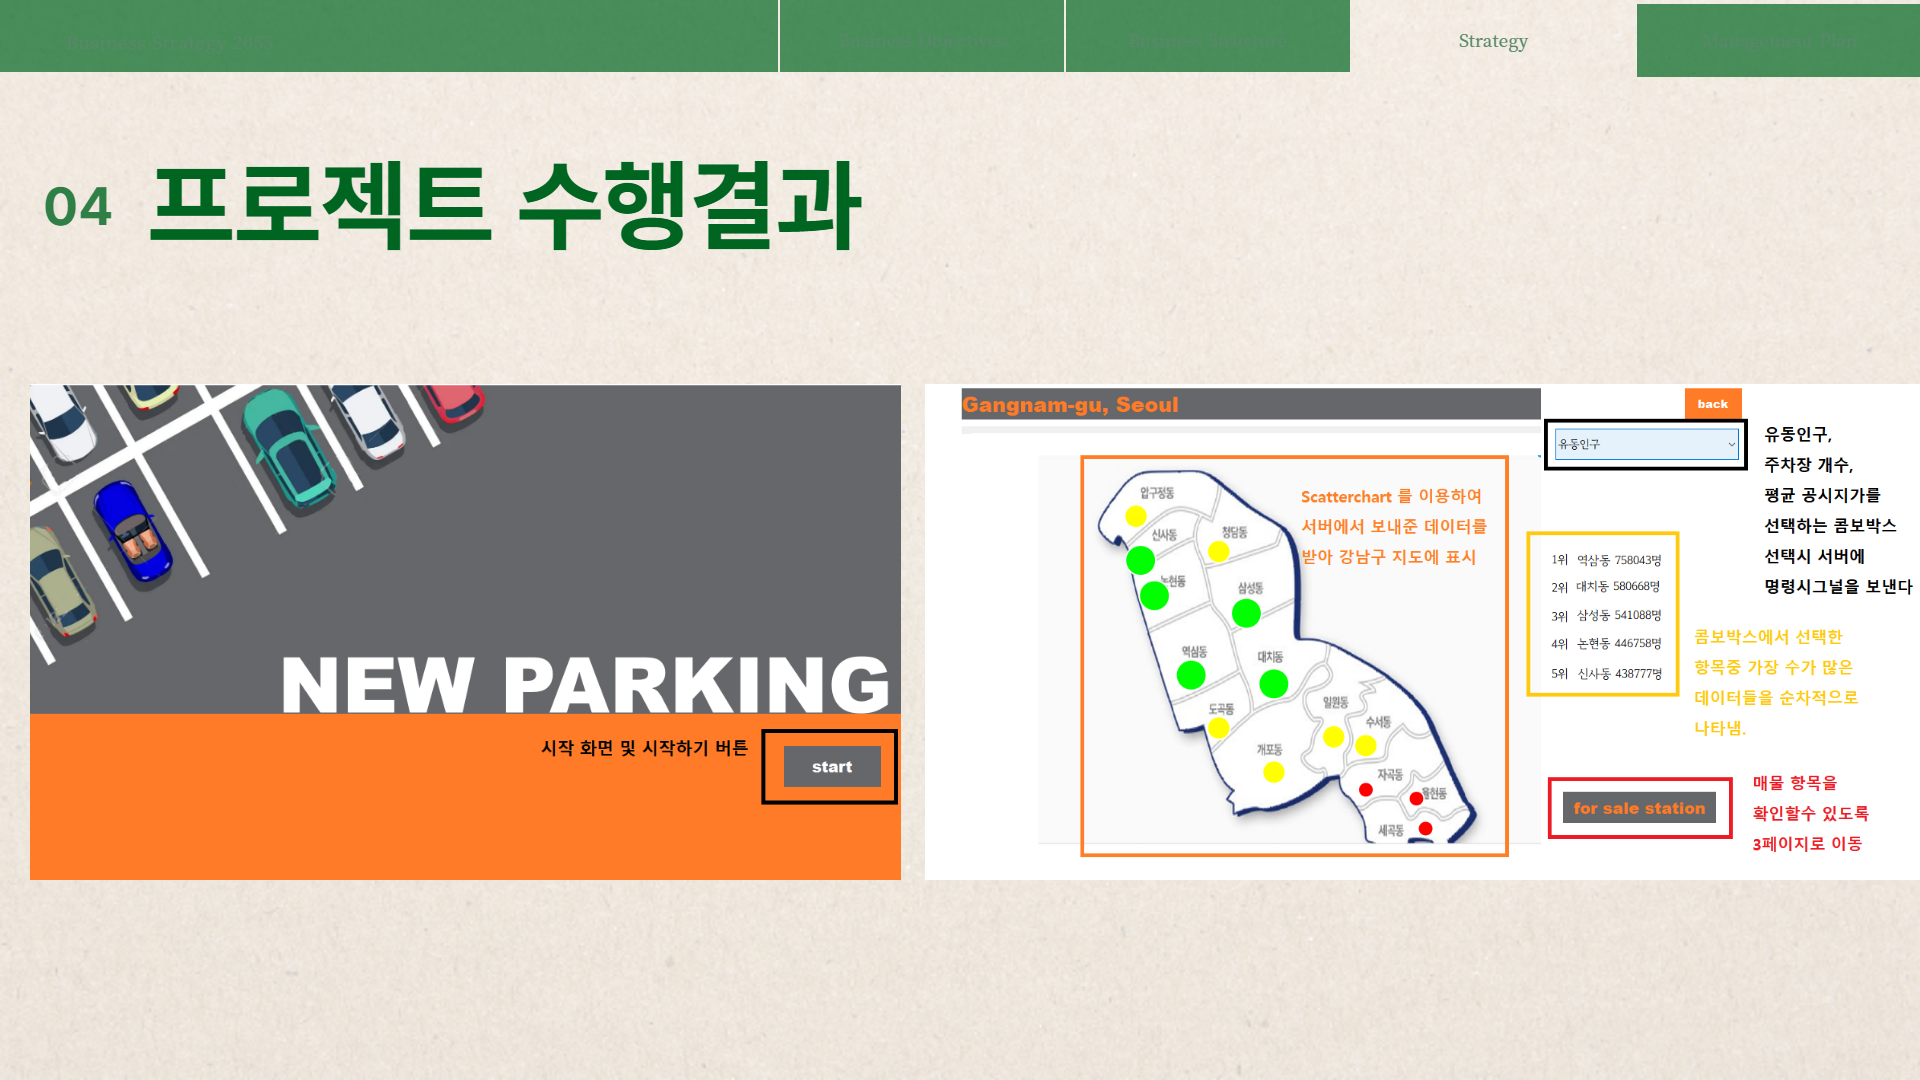 Business Strategy 2065
Strategy
Management Plan
04 프로젝트 수행결과
NEW PARKING
시작 화면 및 시작하기 버튼
start
Gangnam-gu, Seoul
back
유동인구
유동인구,
주차장 개수,
평균 공시지가를
선택하는 콤보박스
선택시 서버에
명령시그널을 보낸다
Scatterchart 를 이용하여
서버에서 보내준 데이터를
받아 강남구 지도에 표시
압구정동
신사동
청담동
논현동
삼성동
역삼동
대치동
도곡동
일원동
수서동
개포동
자곡동
율현동
세곡동
1위 역삼동 758043명
2위 대치동 580668명
3위 삼성동 541088명
4위 논현동 446758명
5위 신사동 438777명
콤보박스에서 선택한
항목중 가장 수가 많은
데이터들을 순차적으로
나타냄.
for sale station
매물 항목을
확인할수 있도록
3페이지로 이동